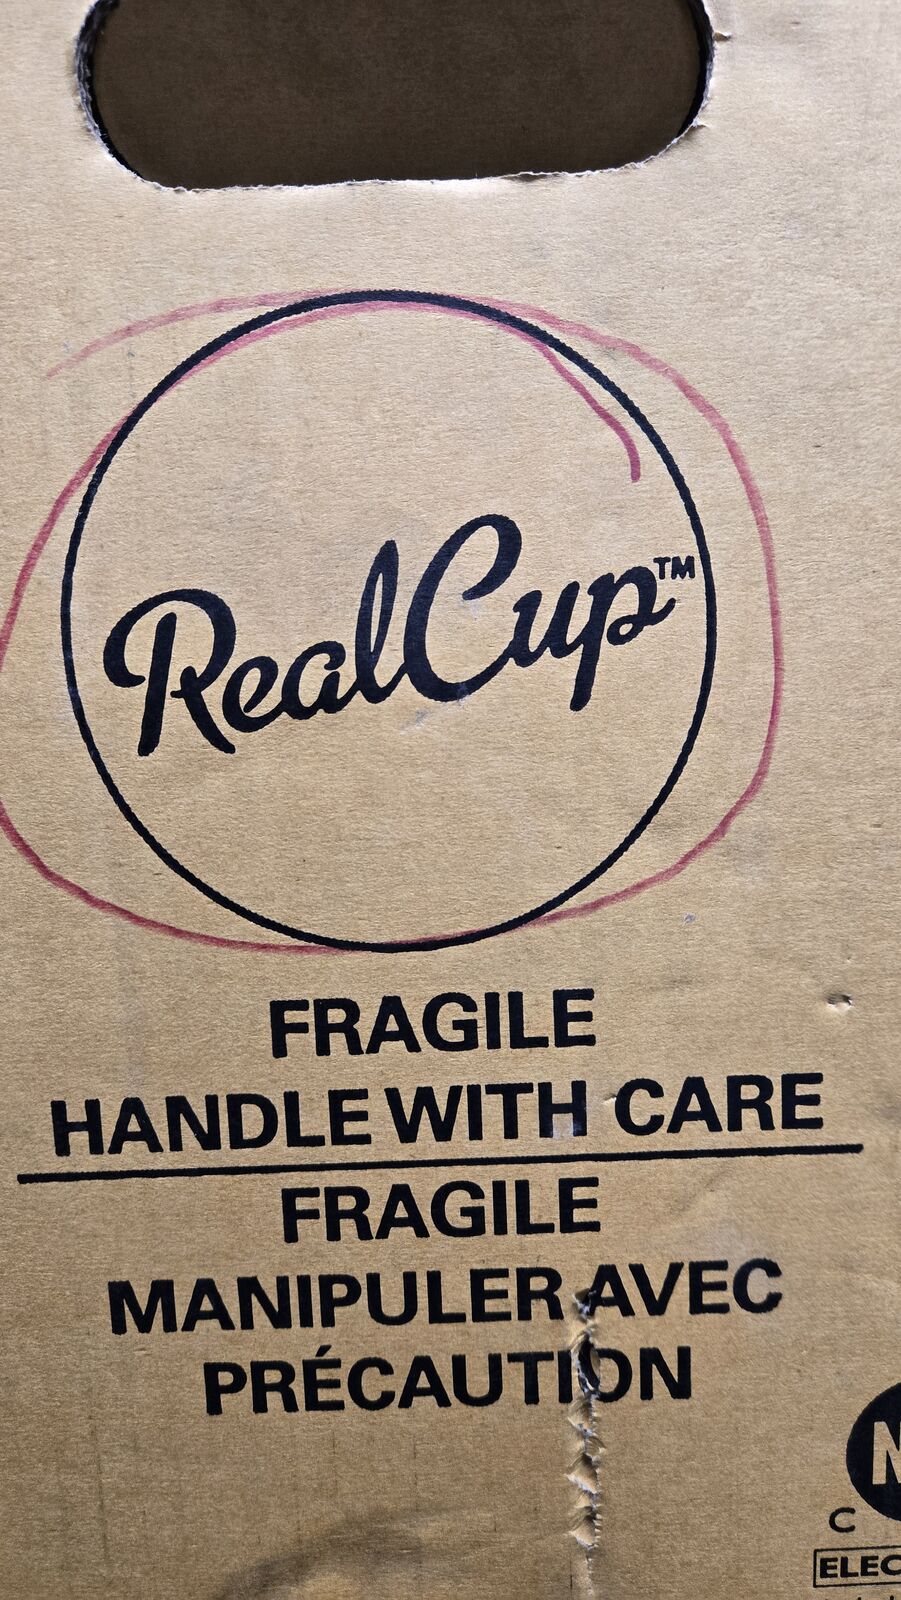 RealCup™
FRAGILE
HANDLE WITH CARE
FRAGILE
MANIPULER AVEC
PRÉCAUTION
C